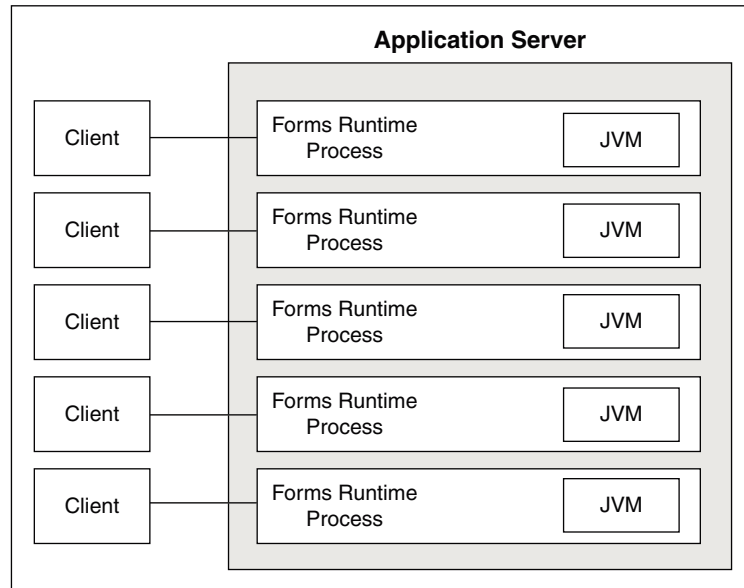 Application Server
Client
Forms Runtime
Process
JVM
Client
Forms Runtime
Process
JVM
Client
Forms Runtime
Process
JVM
Client
Forms Runtime
Process
JVM
Client
Forms Runtime
Process
JVM